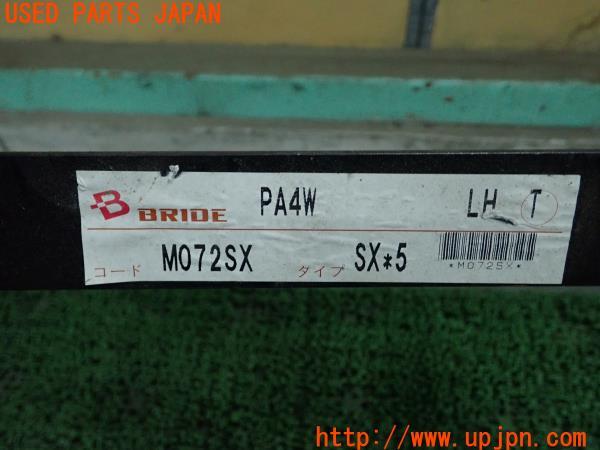 USED PARTS JAPAN
BRIDE PA4W LH T
コード M072SX タイプ SX*5
*M072SX*
http://www.upjpn.com